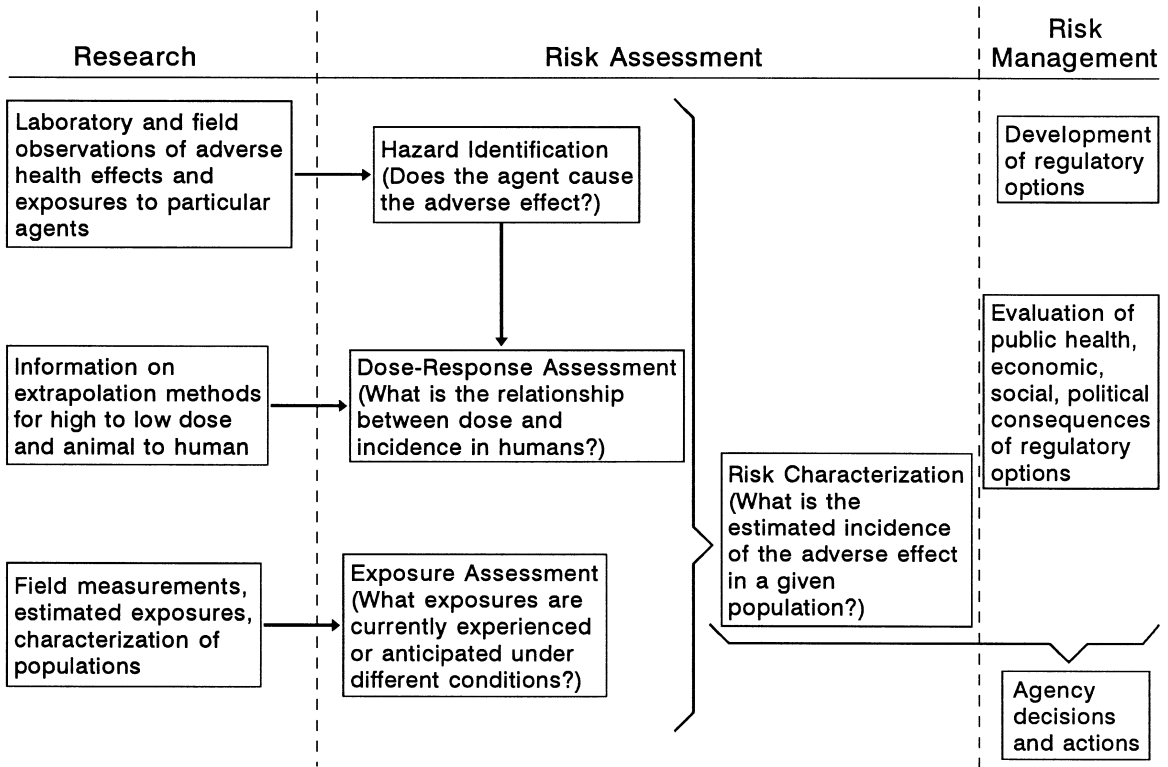 Research
Risk Assessment
Risk
Management
Laboratory and field
observations of adverse
health effects and
exposures to particular
agents
Hazard Identification
(Does the agent cause
the adverse effect?)
Development
of regulatory
options
Information on
extrapolation methods
for high to low dose
and animal to human
Dose-Response Assessment
(What is the relationship
between dose and
incidence in humans?)
Evaluation of
public health,
economic,
social, political
consequences
of regulatory
options
Risk Characterization
(What is the
estimated incidence
of the adverse effect
in a given
population?)
Field measurements,
estimated exposures,
characterization of
populations
Exposure Assessment
(What exposures are
currently experienced
or anticipated under
different conditions?)
Agency
decisions
and actions